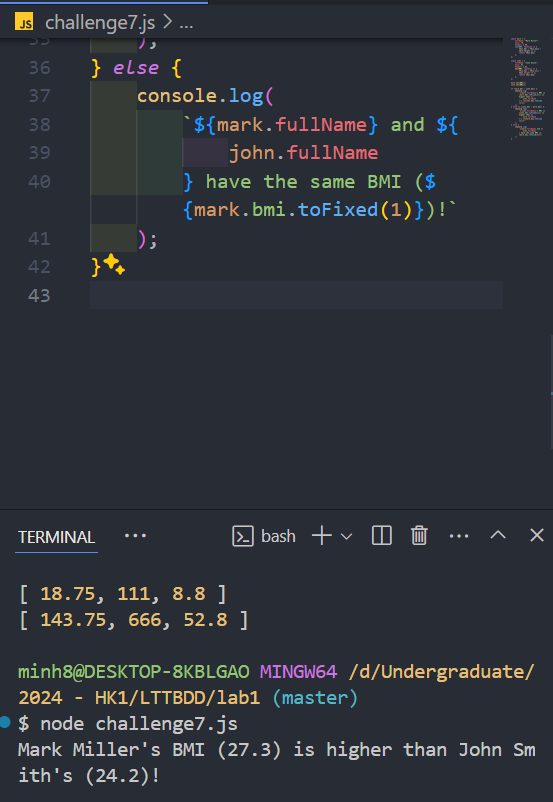 JS challenge7.js > ...
35 );
36 } else {
37 console.log(
38 `${mark.fullName} and ${
39 john.fullName
40 } have the same BMI ($
{mark.bmi.toFixed(1)})!`
41 );
42 }
43
TERMINAL ... bash
[ 18.75, 111, 8.8 ]
[ 143.75, 666, 52.8 ]
minh8@DESKTOP-8KBLGAO MINGW64 /d/Undergraduate/
2024 - HK1/LTTBDD/lab1 (master)
$ node challenge7.js
Mark Miller's BMI (27.3) is higher than John Sm
ith's (24.2)!